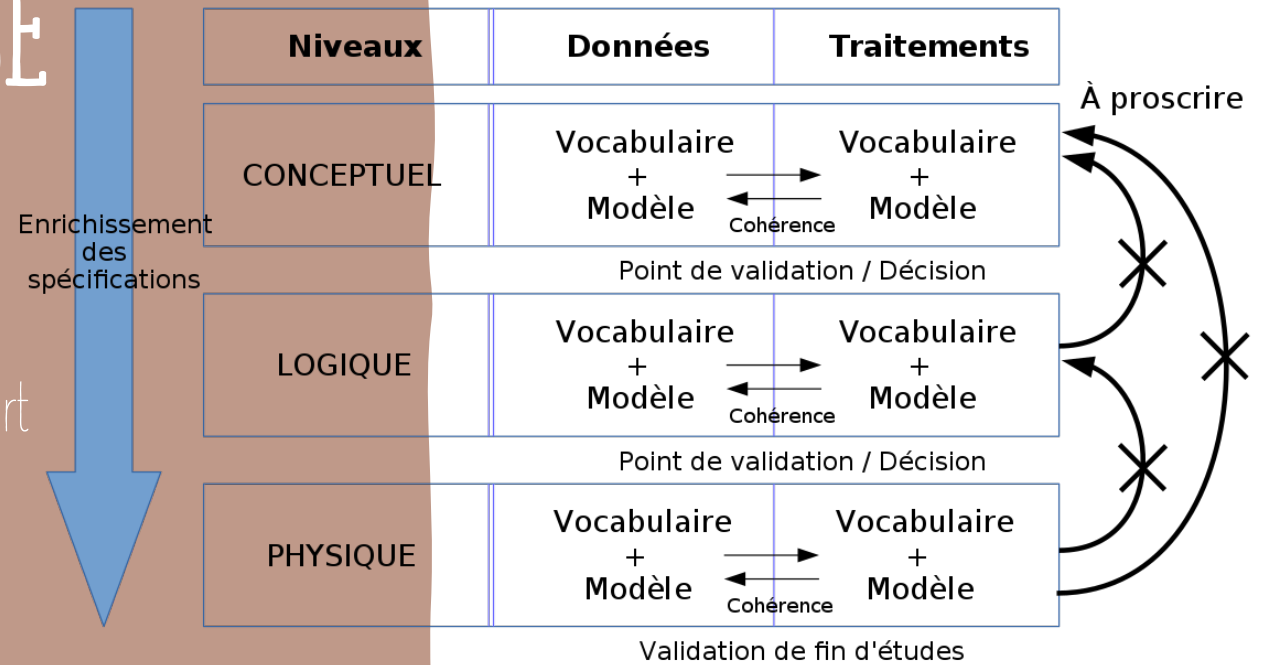 Niveaux
Données
Traitements
À proscrire
CONCEPTUEL
Vocabulaire
+
Modèle
Cohérence
Vocabulaire
+
Modèle
Enrichissement
des
spécifications
Point de validation / Décision
LOGIQUE
Vocabulaire
+
Modèle
Cohérence
Vocabulaire
+
Modèle
Point de validation / Décision
PHYSIQUE
Vocabulaire
+
Modèle
Cohérence
Vocabulaire
+
Modèle
Validation de fin d'études